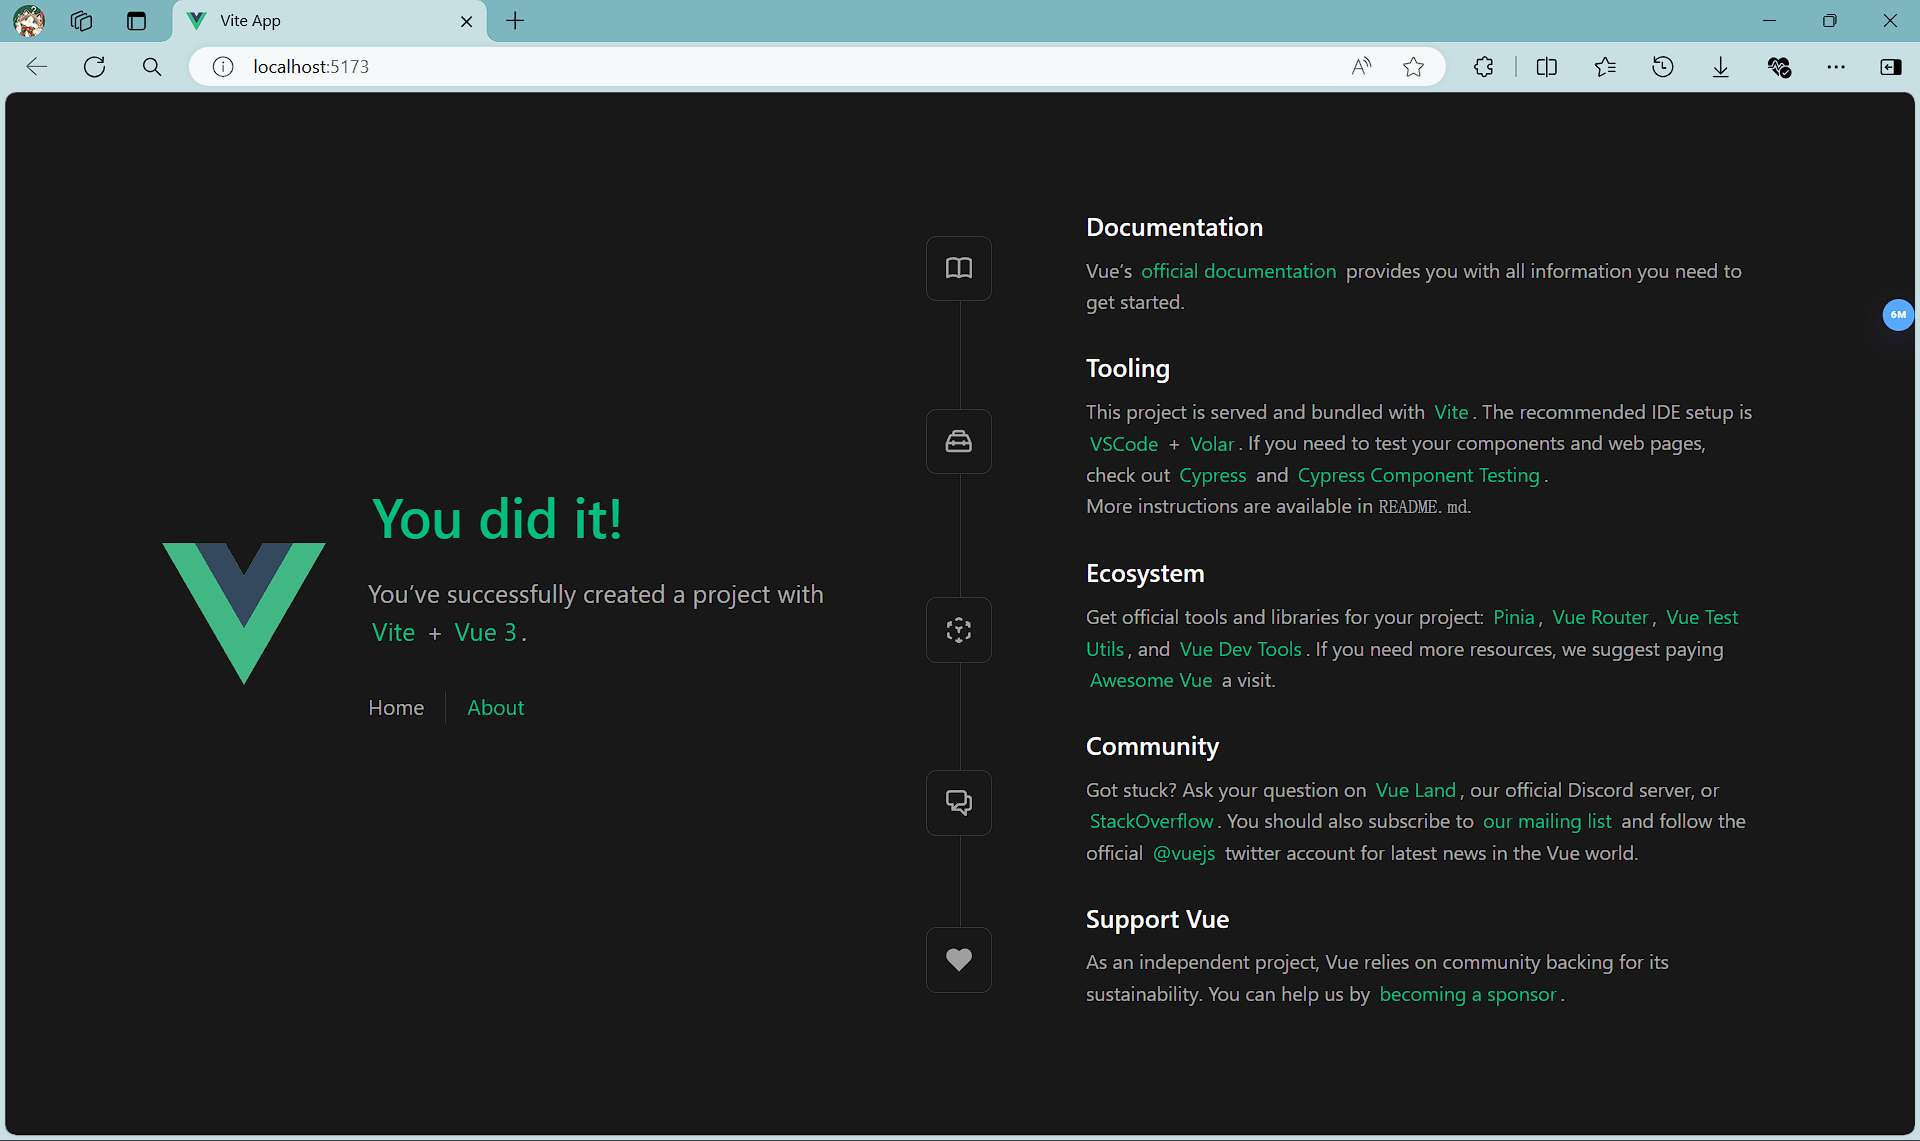 Vite App
localhost:5173
You did it!
You’ve successfully created a project with
Vite + Vue 3.
Home
About
Documentation
Vue’s official documentation provides you with all information you need to
get started.
Tooling
This project is served and bundled with Vite. The recommended IDE setup is
VSCode + Volar. If you need to test your components and web pages,
check out Cypress and Cypress Component Testing.
More instructions are available in README.md.
Ecosystem
Get official tools and libraries for your project: Pinia, Vue Router, Vue Test
Utils, and Vue Dev Tools. If you need more resources, we suggest paying
Awesome Vue a visit.
Community
Got stuck? Ask your question on Vue Land, our official Discord server, or
StackOverflow. You should also subscribe to our mailing list and follow the
official @vuejs twitter account for latest news in the Vue world.
Support Vue
As an independent project, Vue relies on community backing for its
sustainability. You can help us by becoming a sponsor.
6M